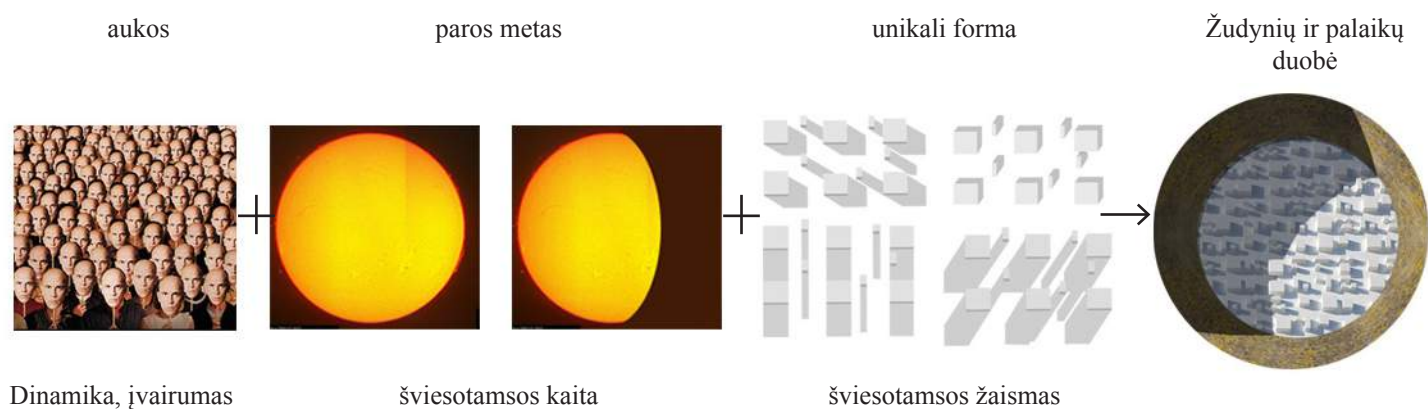 aukos
paros metas
unikali forma
Žudynių ir palaikų
duobė
Dinamika, įvairumas
šviesotamsos kaita
šviesotamsos žaismas